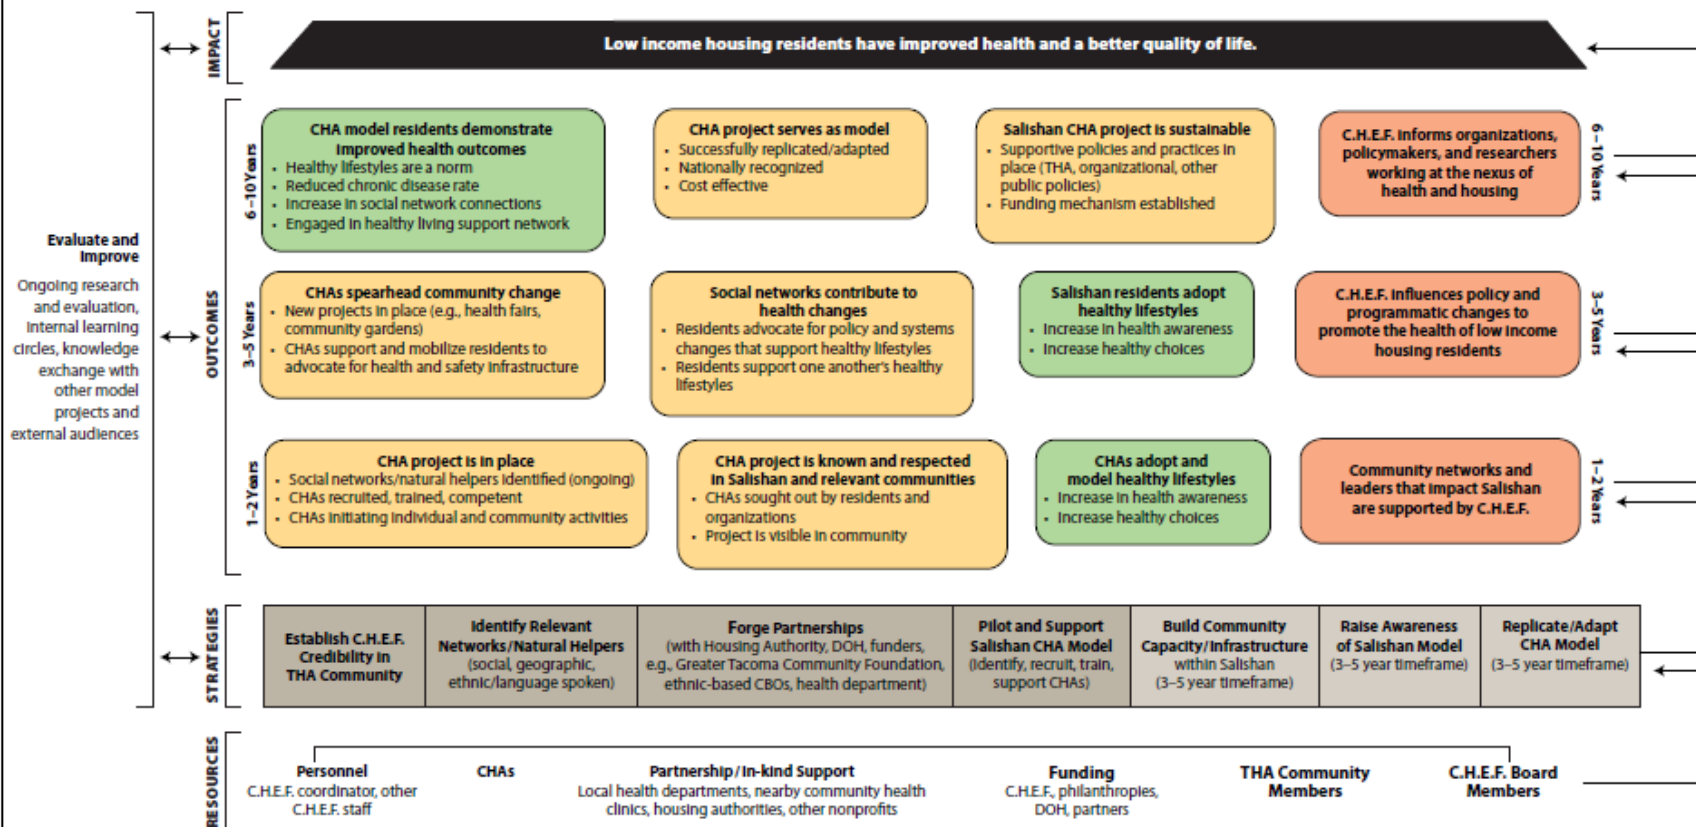 IMPACT
Low income housing residents have improved health and a better quality of life.
Evaluate and
Improve
Ongoing research
and evaluation,
internal learning
circles, knowledge
exchange with
other model
projects and
external audiences
OUTCOMES
6–10 Years
CHA model residents demonstrate
improved health outcomes
• Healthy lifestyles are a norm
• Reduced chronic disease rate
• Increase in social network connections
• Engaged in healthy living support network
CHA project serves as model
• Successfully replicated/adapted
• Nationally recognized
• Cost effective
Salishan CHA project is sustainable
• Supportive policies and practices in
place (THA, organizational, other
public policies)
• Funding mechanism established
C.H.E.F. informs organizations,
policymakers, and researchers
working at the nexus of
health and housing
6–10 Years
3–5 Years
CHAs spearhead community change
• New projects in place (e.g., health fairs,
community gardens)
• CHAs support and mobilize residents to
advocate for health and safety infrastructure
Social networks contribute to
health changes
• Residents advocate for policy and systems
changes that support healthy lifestyles
• Residents support one another's healthy
lifestyles
Salishan residents adopt
healthy lifestyles
• Increase in health awareness
• Increase healthy choices
C.H.E.F. influences policy and
programmatic changes to
promote the health of low income
housing residents
3–5 Years
1–2 Years
CHA project is in place
• Social networks/natural helpers identified (ongoing)
• CHAs recruited, trained, competent
• CHAs initiating individual and community activities
CHA project is known and respected
in Salishan and relevant communities
• CHAs sought out by residents and
organizations
• Project is visible in community
CHAs adopt and
model healthy lifestyles
• Increase in health awareness
• Increase healthy choices
Community networks and
leaders that impact Salishan
are supported by C.H.E.F.
1–2 Years
STRATEGIES
Establish C.H.E.F.
Credibility in
THA Community
Identify Relevant
Networks/Natural Helpers
(social, geographic,
ethnic/language spoken)
Forge Partnerships
(with Housing Authority, DOH, funders,
e.g., Greater Tacoma Community Foundation,
ethnic-based CBOs, health department)
Pilot and Support
Salishan CHA Model
(identify, recruit, train,
support CHAs)
Build Community
Capacity/Infrastructure
within Salishan
(3–5 year timeframe)
Raise Awareness
of Salishan Model
(3–5 year timeframe)
Replicate/Adapt
CHA Model
(3–5 year timeframe)
RESOURCES
Personnel
C.H.E.F. coordinator, other
C.H.E.F. staff
CHAs
Partnership/In-kind Support
Local health departments, nearby community health
clinics, housing authorities, other nonprofits
Funding
C.H.E.F., philanthropies,
DOH, partners
THA Community
Members
C.H.E.F. Board
Members